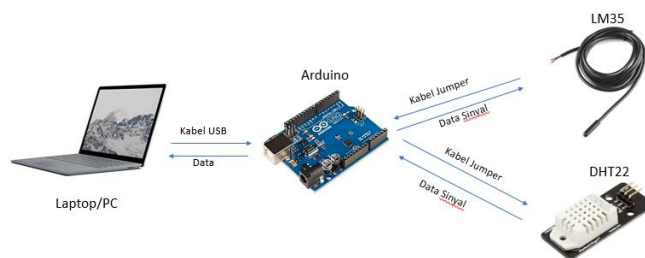 LM35
Arduino
Kabel Jumper
Data Sinyal
Kabel USB
Data
Laptop/PC
Kabel Jumper
Data Sinyal
DHT22